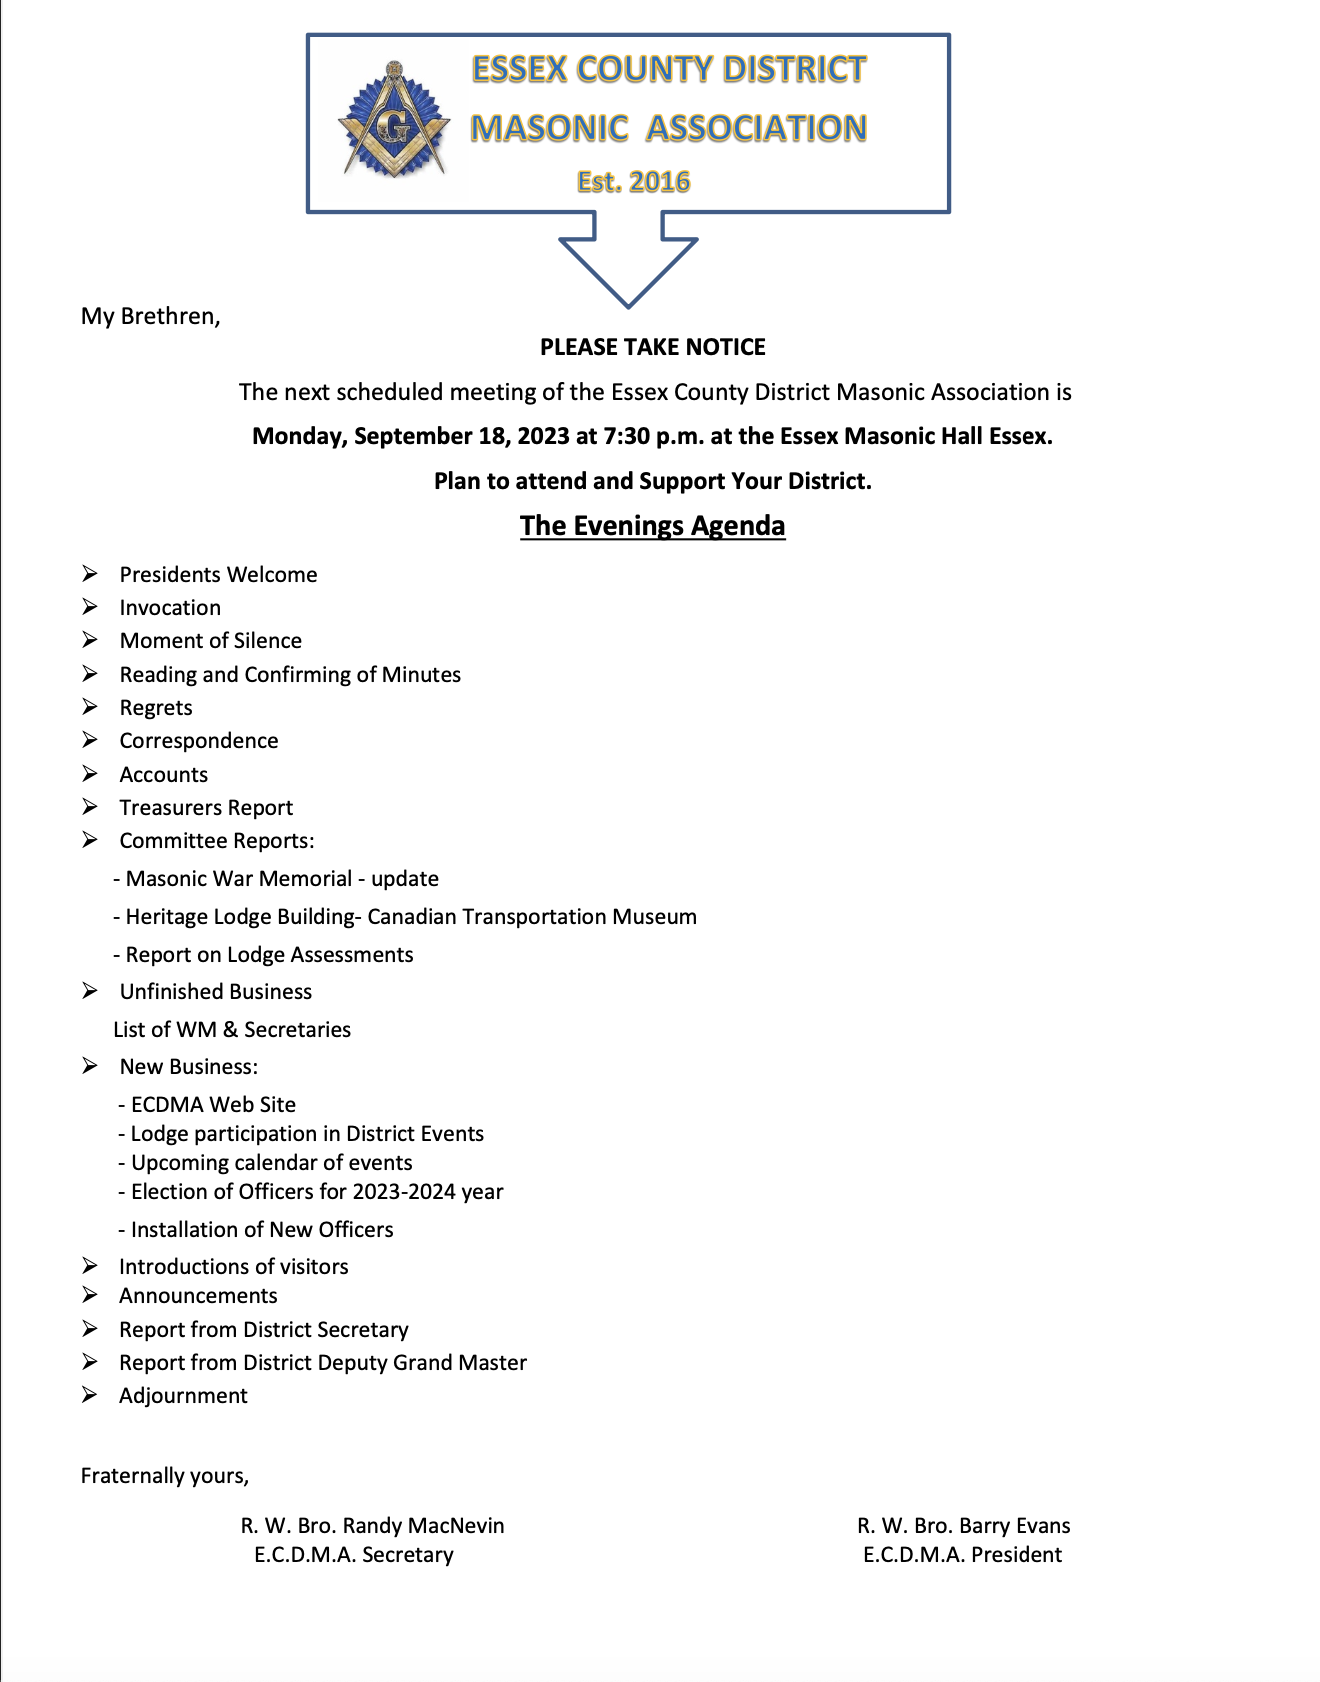 ESSEX COUNTY DISTRICT
MASONIC ASSOCIATION
Est. 2016
G
My Brethren,
PLEASE TAKE NOTICE
The next scheduled meeting of the Essex County District Masonic Association is
Monday, September 18, 2023 at 7:30 p.m. at the Essex Masonic Hall Essex.
Plan to attend and Support Your District.
The Evenings Agenda
➢ Presidents Welcome
➢ Invocation
➢ Moment of Silence
➢ Reading and Confirming of Minutes
➢ Regrets
➢ Correspondence
➢ Accounts
➢ Treasurers Report
➢ Committee Reports:
- Masonic War Memorial - update
- Heritage Lodge Building- Canadian Transportation Museum
- Report on Lodge Assessments
➢ Unfinished Business
List of WM & Secretaries
➢ New Business:
- ECDMA Web Site
- Lodge participation in District Events
- Upcoming calendar of events
- Election of Officers for 2023-2024 year
- Installation of New Officers
➢ Introductions of visitors
➢ Announcements
➢ Report from District Secretary
➢ Report from District Deputy Grand Master
➢ Adjournment
Fraternally yours,
R. W. Bro. Randy MacNevin
E.C.D.M.A. Secretary
R. W. Bro. Barry Evans
E.C.D.M.A. President